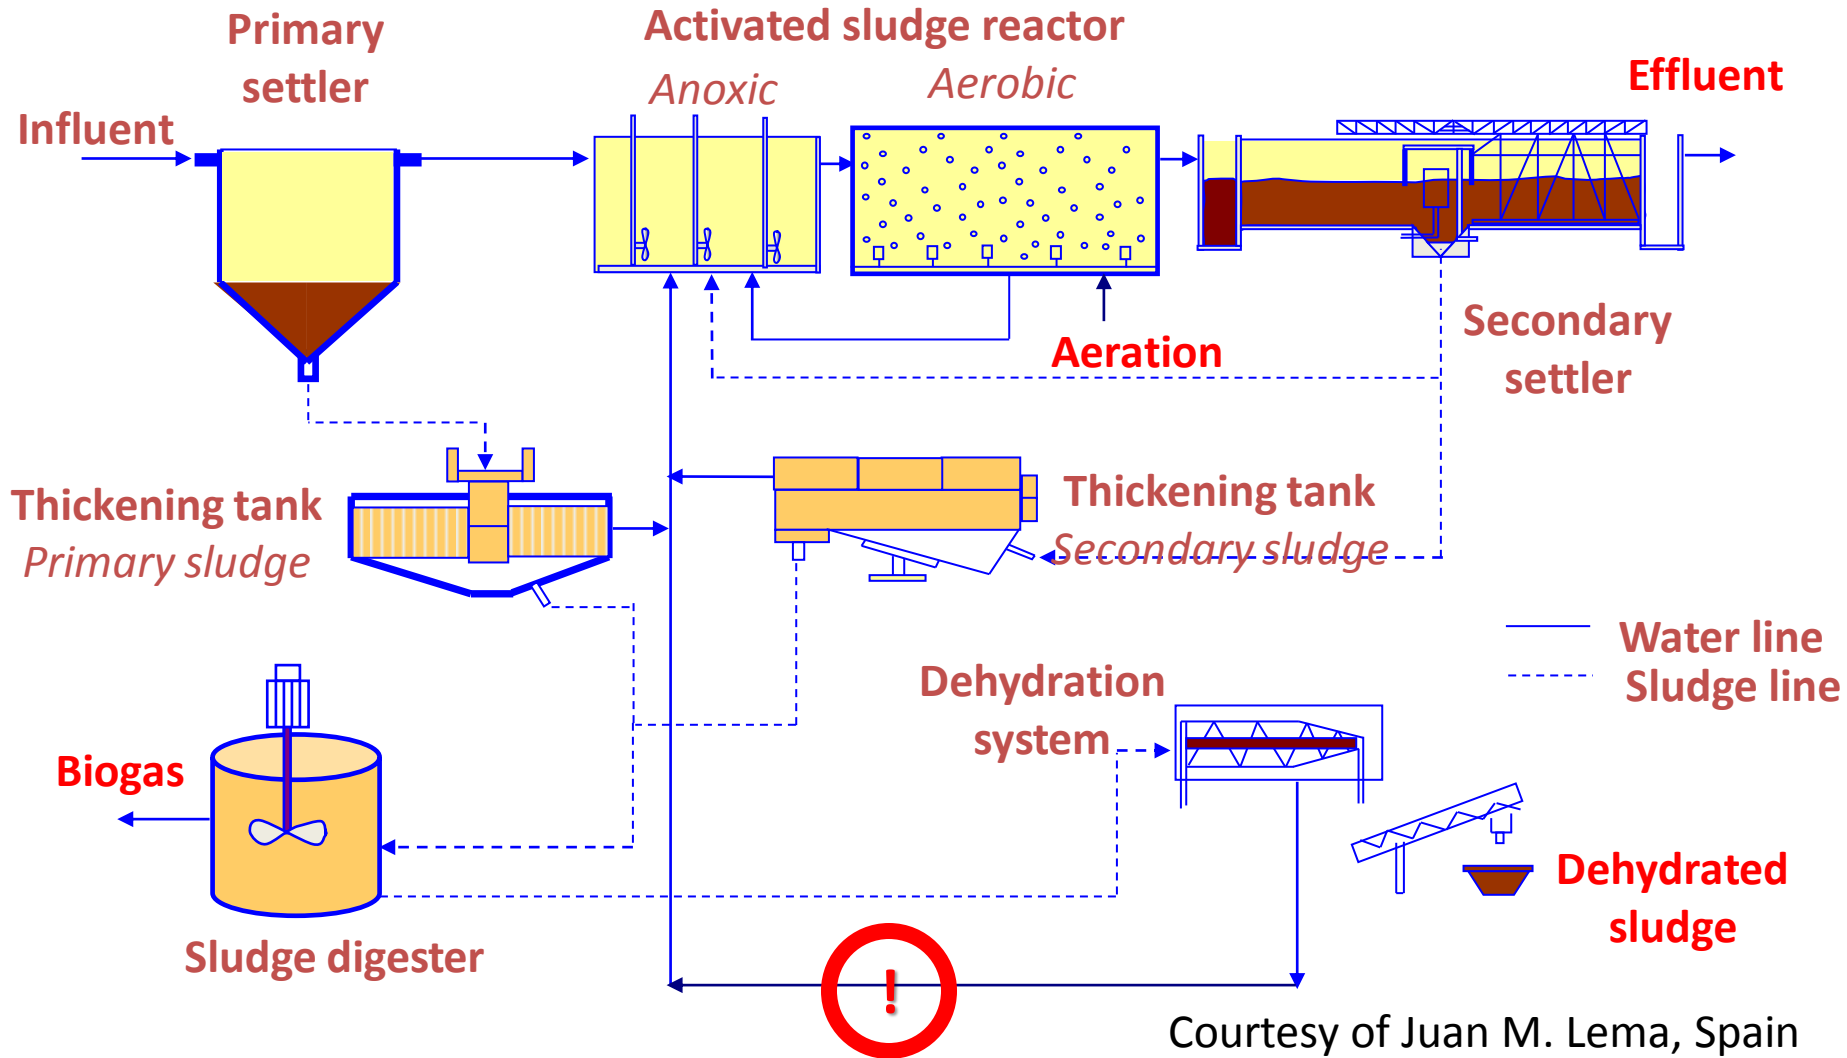 Primary
settler
Activated sludge reactor
Anoxic
Aerobic
Effluent
Influent
Aeration
Secondary
settler
Thickening tank
Primary sludge
Thickening tank
Secondary sludge
Water line
Sludge line
Dehydration
system
Biogas
Dehydrated
sludge
Sludge digester
!
Courtesy of Juan M. Lema, Spain